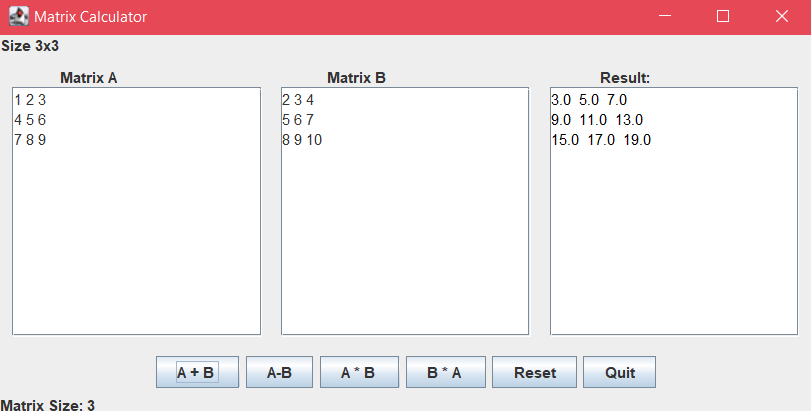 Matrix Calculator
Size 3x3
Matrix A
1 2 3
4 5 6
7 8 9
Matrix B
2 3 4
5 6 7
8 9 10
Result:
3.0 5.0 7.0
9.0 11.0 13.0
15.0 17.0 19.0
A + B
A-B
A * B
B * A
Reset
Quit
Matrix Size: 3